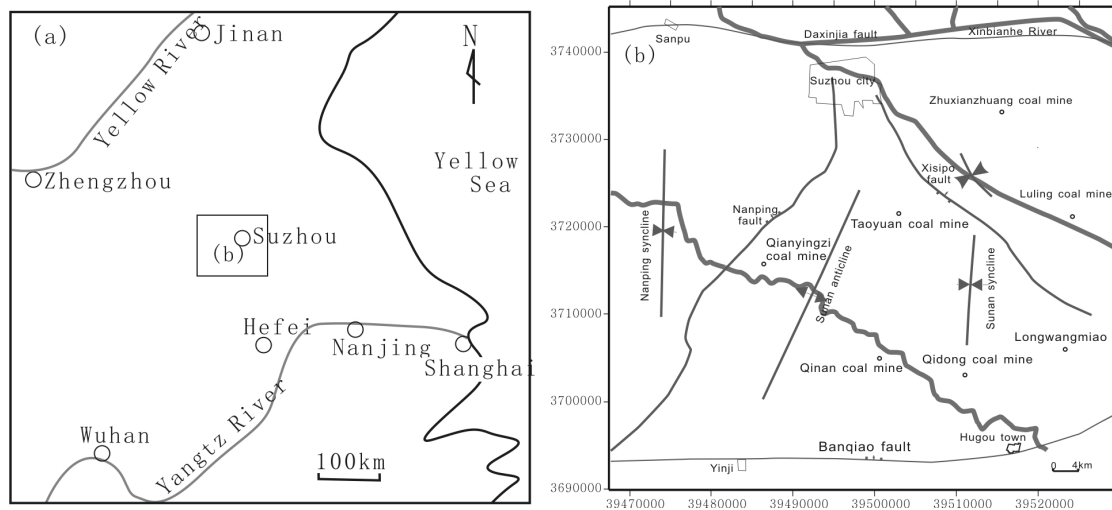 (a)
Jinan
N
Yellow River
Yellow
Sea
Zhengzhou
Suzhou
(b)
Hefei
Nanjing
Shanghai
Yangtz River
Wuhan
100km
(b)
3740000
3730000
3720000
3710000
3700000
3690000
39470000
39480000
39490000
39500000
39510000
39520000
Sanpu
Daxinjia fault
Xinbianhe River
Suzhou city
Zhuxianzhuang coal mine
Xisipo
fault
Luling coal mine
Nanping
fault
Taoyuan coal mine
Qianyingzi
coal mine
Nanping syncline
Sunan anticline
Sunan syncline
Longwangmiao
Qinan coal mine
Qidong coal mine
Hugou town
Banqiao fault
Yinji
0 4km